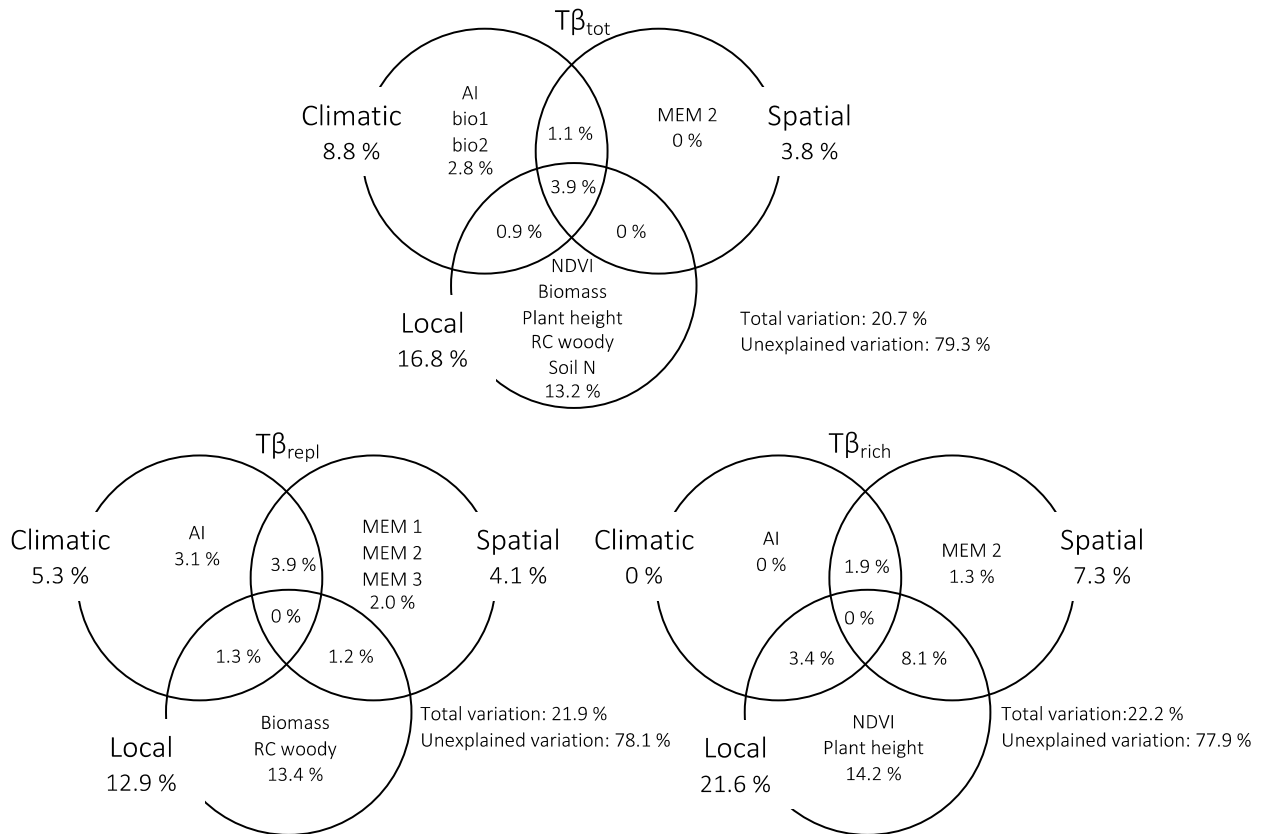 Tβtot
Climatic
8.8 %
AI
bio1
bio2
2.8 %
1.1 %
MEM 2
0 %
Spatial
3.8 %
3.9 %
0.9 %
0 %
NDVI
Biomass
Plant height
RC woody
Soil N
13.2 %
Local
16.8 %
Total variation: 20.7 %
Unexplained variation: 79.3 %
Tβrepl
Climatic
5.3 %
AI
3.1 %
3.9 %
MEM 1
MEM 2
MEM 3
2.0 %
Spatial
4.1 %
0 %
1.3 %
1.2 %
Biomass
RC woody
13.4 %
Local
12.9 %
Total variation: 21.9 %
Unexplained variation: 78.1 %
Tβrich
Climatic
0 %
AI
0 %
1.9 %
MEM 2
1.3 %
Spatial
7.3 %
0 %
3.4 %
8.1 %
NDVI
Plant height
14.2 %
Local
21.6 %
Total variation:22.2 %
Unexplained variation: 77.9 %